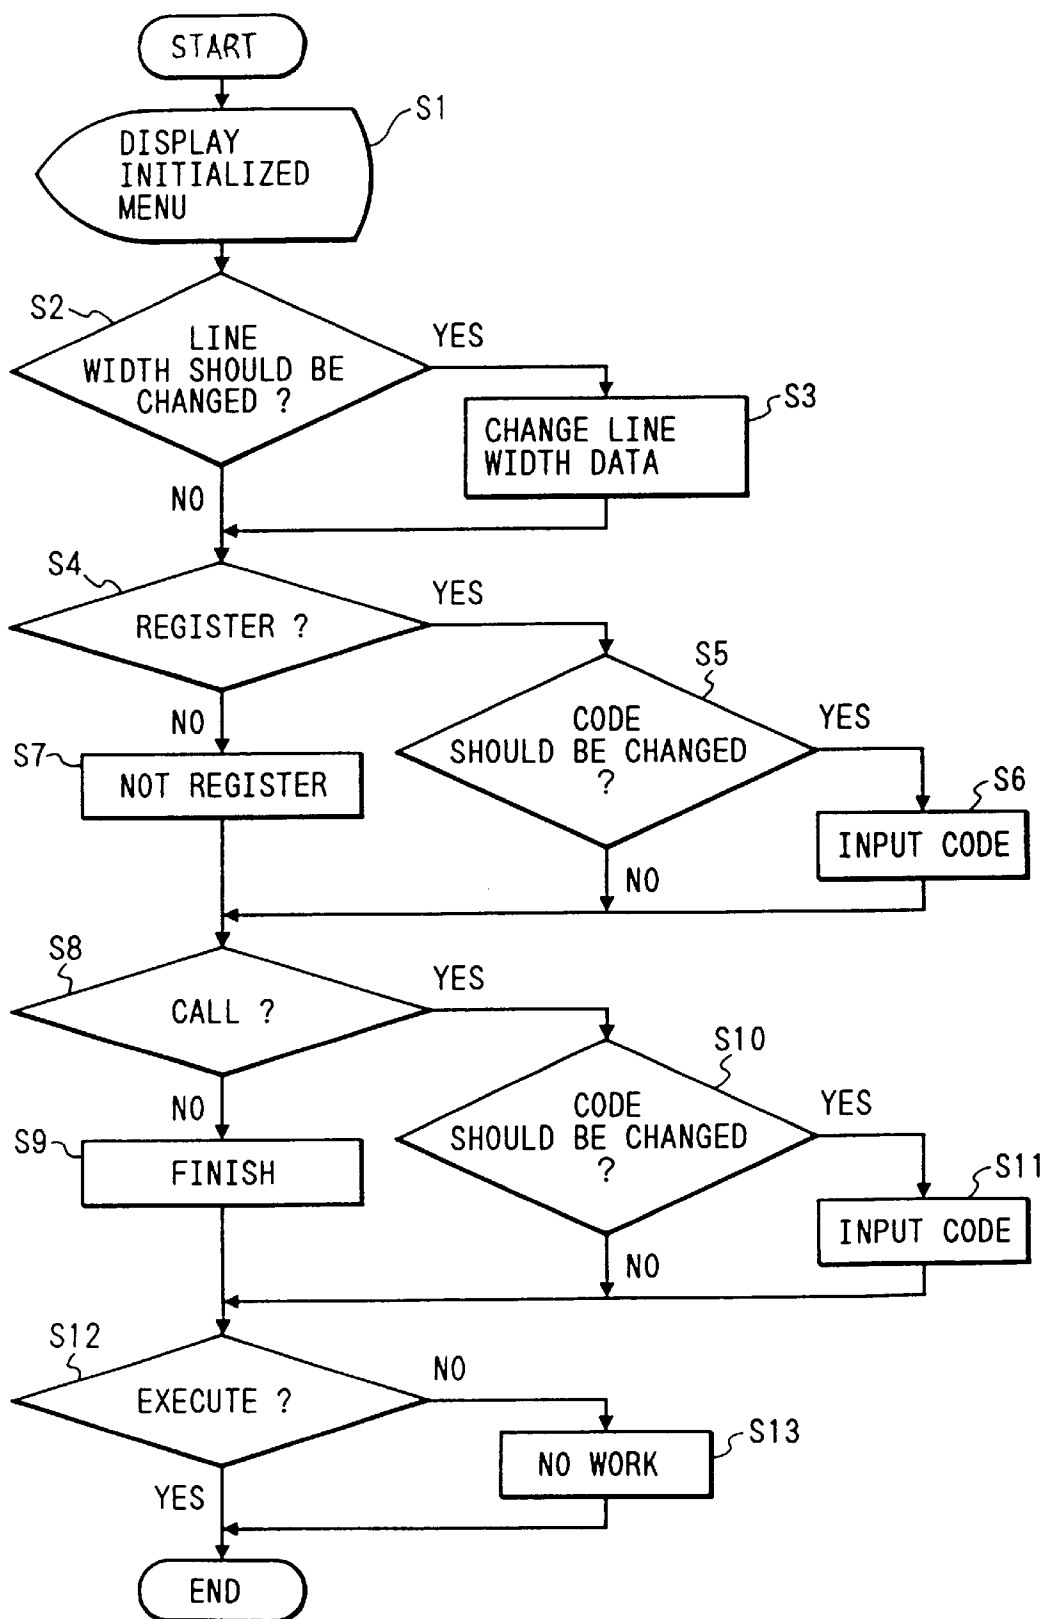 START
S1
DISPLAY
INITIALIZED
MENU
S2
LINE
WIDTH SHOULD BE
CHANGED ?
YES
NO
S3
CHANGE LINE
WIDTH DATA
S4
REGISTER ?
YES
NO
S5
CODE
SHOULD BE CHANGED
?
YES
NO
S6
INPUT CODE
S7
NOT REGISTER
S8
CALL ?
YES
NO
S9
FINISH
S10
CODE
SHOULD BE CHANGED
?
YES
NO
S11
INPUT CODE
S12
EXECUTE ?
NO
YES
S13
NO WORK
END